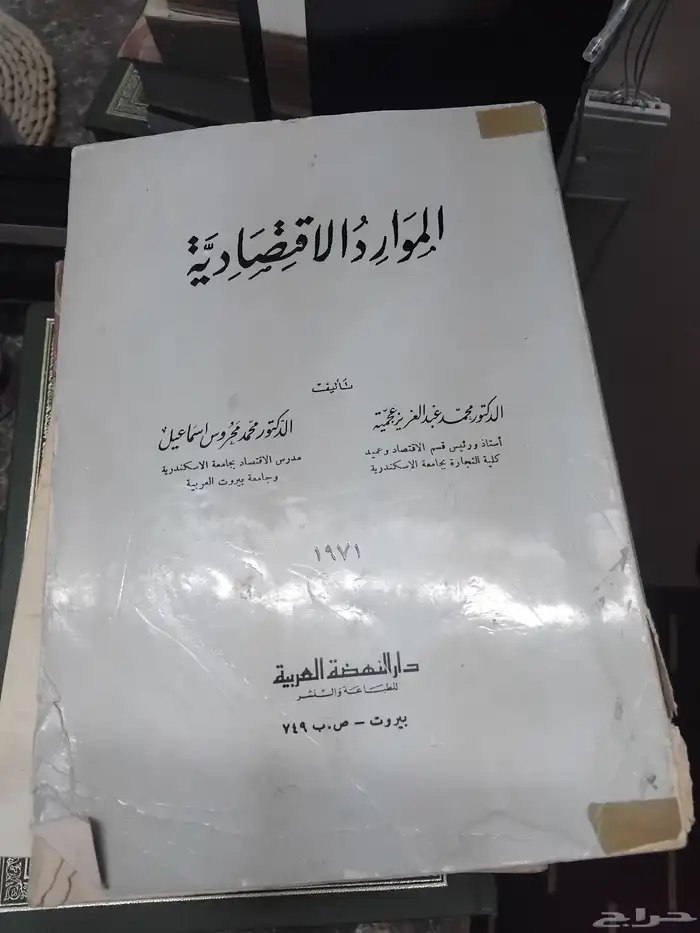 الموارد الاقتصادية
تأليف
الدكتور محمد عبد العزيز عجمية
أستاذ ورئيس قسم الاقتصاد وعميد
كلية التجارة بجامعة الاسكندرية
الدكتور محمد محروس اسماعيل
مدرس الاقتصاد بجامعة الاسكندرية
وجامعة بيروت العربية
١٩٧١
دار النهضة العربية
للطباعة والنشر
بيروت - ص.ب ٧٤٩
حراج